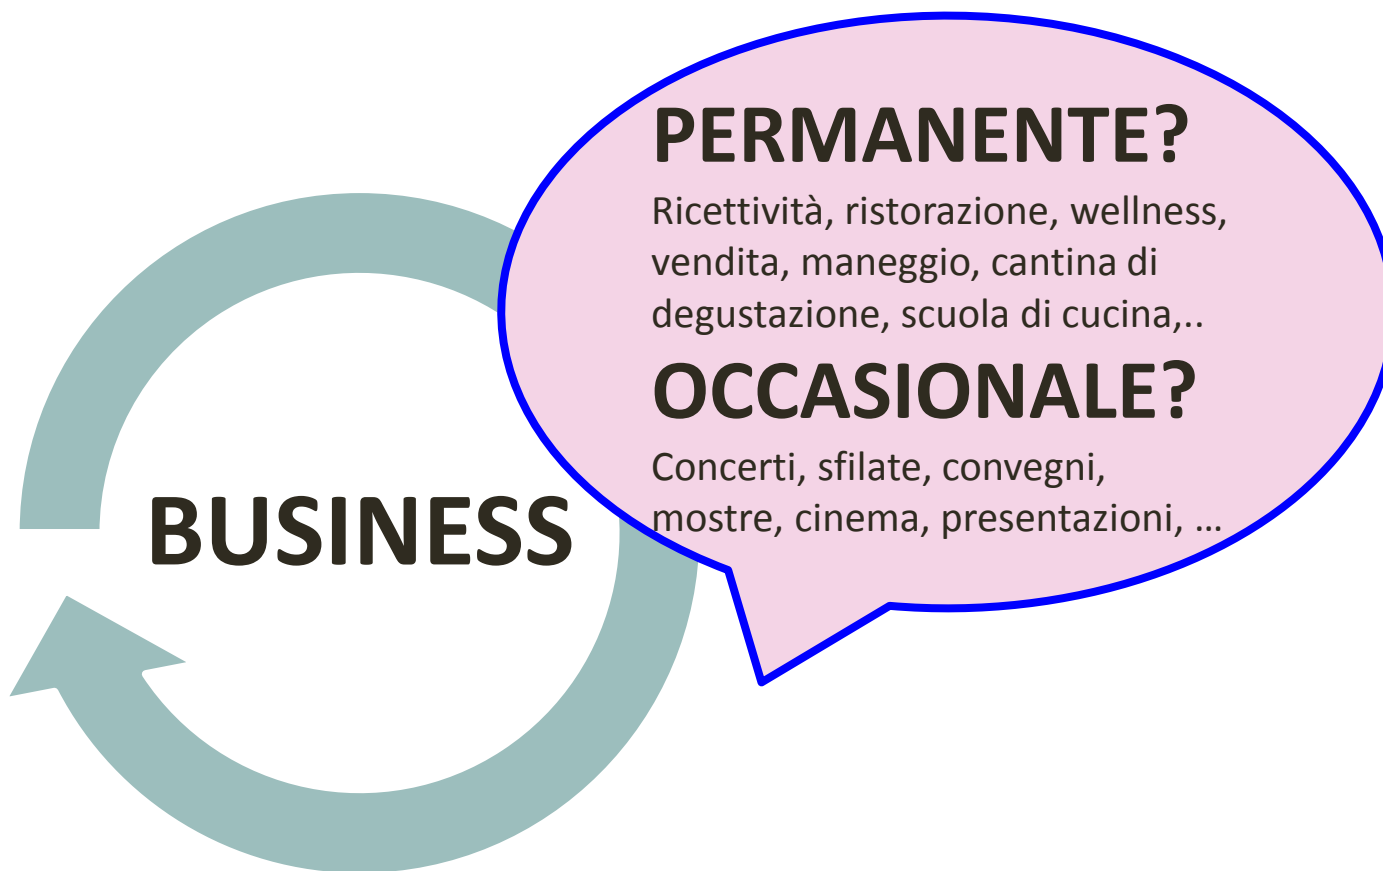 PERMANENTE?
Ricettività, ristorazione, wellness,
vendita, maneggio, cantina di
degustazione, scuola di cucina,..
OCCASIONALE?
Concerti, sfilate, convegni,
mostre, cinema, presentazioni, ...
BUSINESS